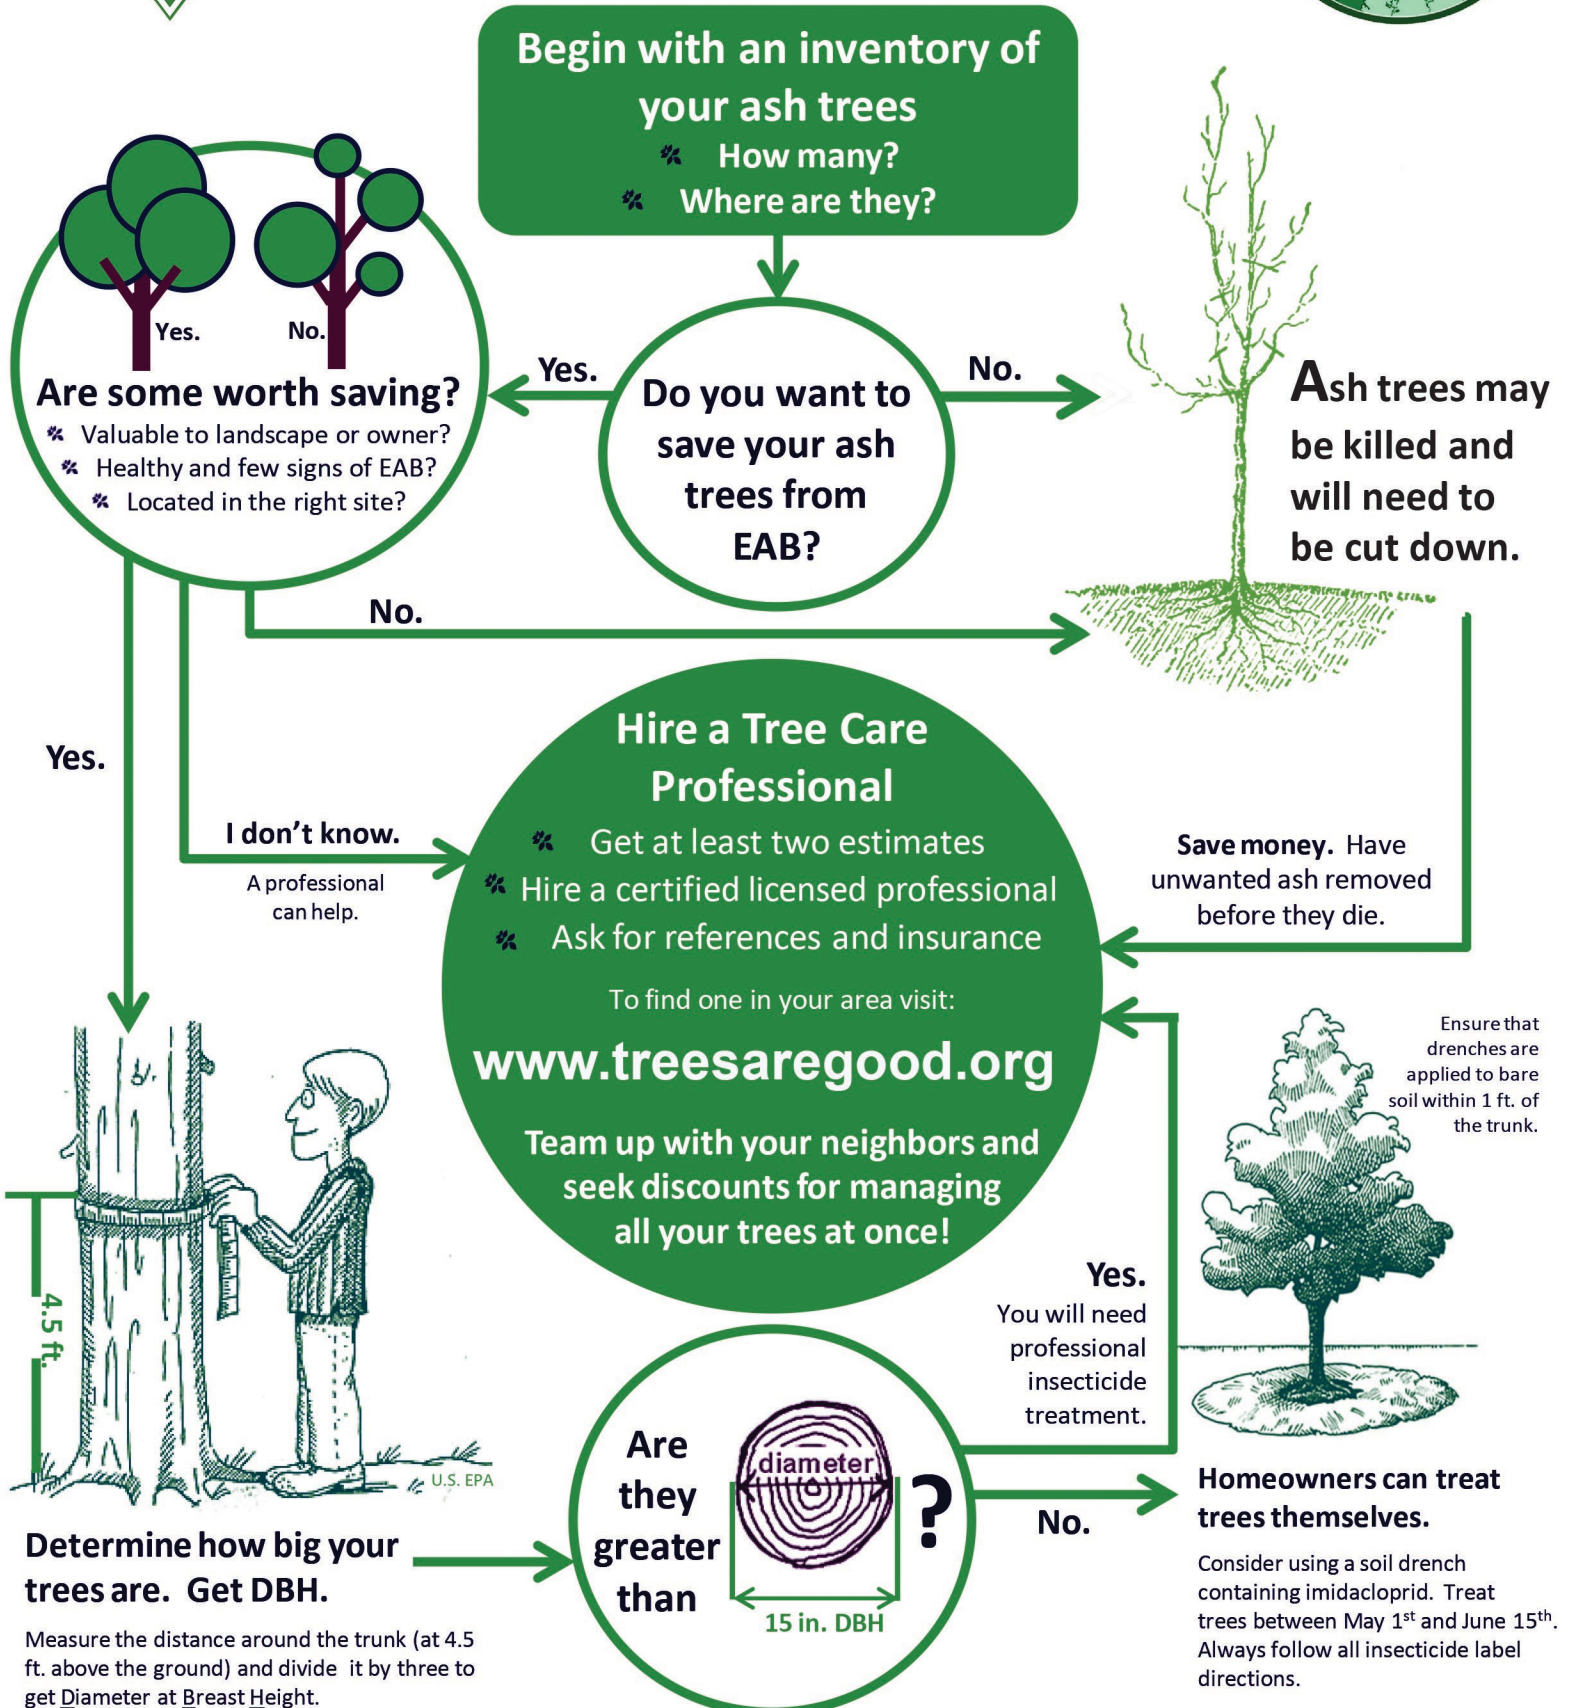 Begin with an inventory of
your ash trees
How many?
Where are they?
Yes.
No.
Are some worth saving?
Valuable to landscape or owner?
Healthy and few signs of EAB?
Located in the right site?
Yes.
Do you want to
save your ash
trees from
EAB?
No.
Ash trees may
be killed and
will need to
be cut down.
No.
Yes.
I don't know.
A professional
can help.
Hire a Tree Care
Professional
Get at least two estimates
Hire a certified licensed professional
Ask for references and insurance
To find one in your area visit:
www.treesaregood.org
Team up with your neighbors and
seek discounts for managing
all your trees at once!
Save money. Have
unwanted ash removed
before they die.
Ensure that
drenches are
applied to bare
soil within 1 ft. of
the trunk.
4.5 ft.
U.S. EPA
Determine how big your
trees are. Get DBH.
Measure the distance around the trunk (at 4.5
ft. above the ground) and divide it by three to
get Diameter at Breast Height.
Are
they
greater
than
diameter
15 in. DBH
?
Yes.
You will need
professional
insecticide
treatment.
No.
Homeowners can treat
trees themselves.
Consider using a soil drench
containing imidacloprid. Treat
trees between May 1st and June 15th.
Always follow all insecticide label
directions.